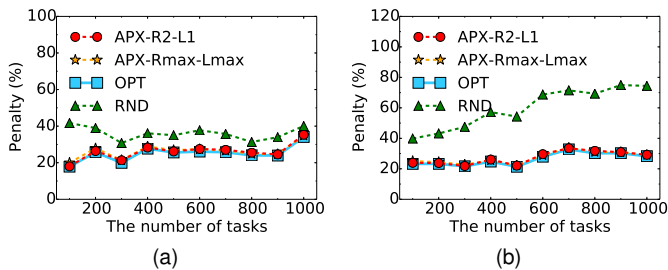 100
80
60
40
20
0
Penalty (%)
APX-R2-L1
APX-Rmax-Lmax
OPT
RND
200 400 600 800 1000
The number of tasks
(a)
120
100
80
60
40
20
0
Penalty (%)
APX-R2-L1
APX-Rmax-Lmax
OPT
RND
200 400 600 800 1000
The number of tasks
(b)